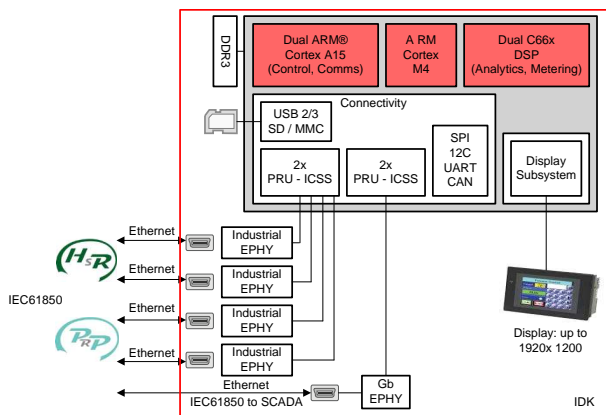 DDR3
Dual ARM®
Cortex A15
(Control, Comms)
A RM
Cortex
M4
Dual C66x
DSP
(Analytics, Metering)
Connectivity
USB 2/3
SD / MMC
2x
PRU - ICSS
2x
PRU - ICSS
SPI
12C
UART
CAN
Display
Subsystem
Ethernet
Industrial
EPHY
HSR
Ethernet
Industrial
EPHY
IEC61850
Ethernet
Industrial
EPHY
PRP
Ethernet
Industrial
EPHY
Display: up to
1920x 1200
Ethernet
IEC61850 to SCADA
Gb
EPHY
IDK